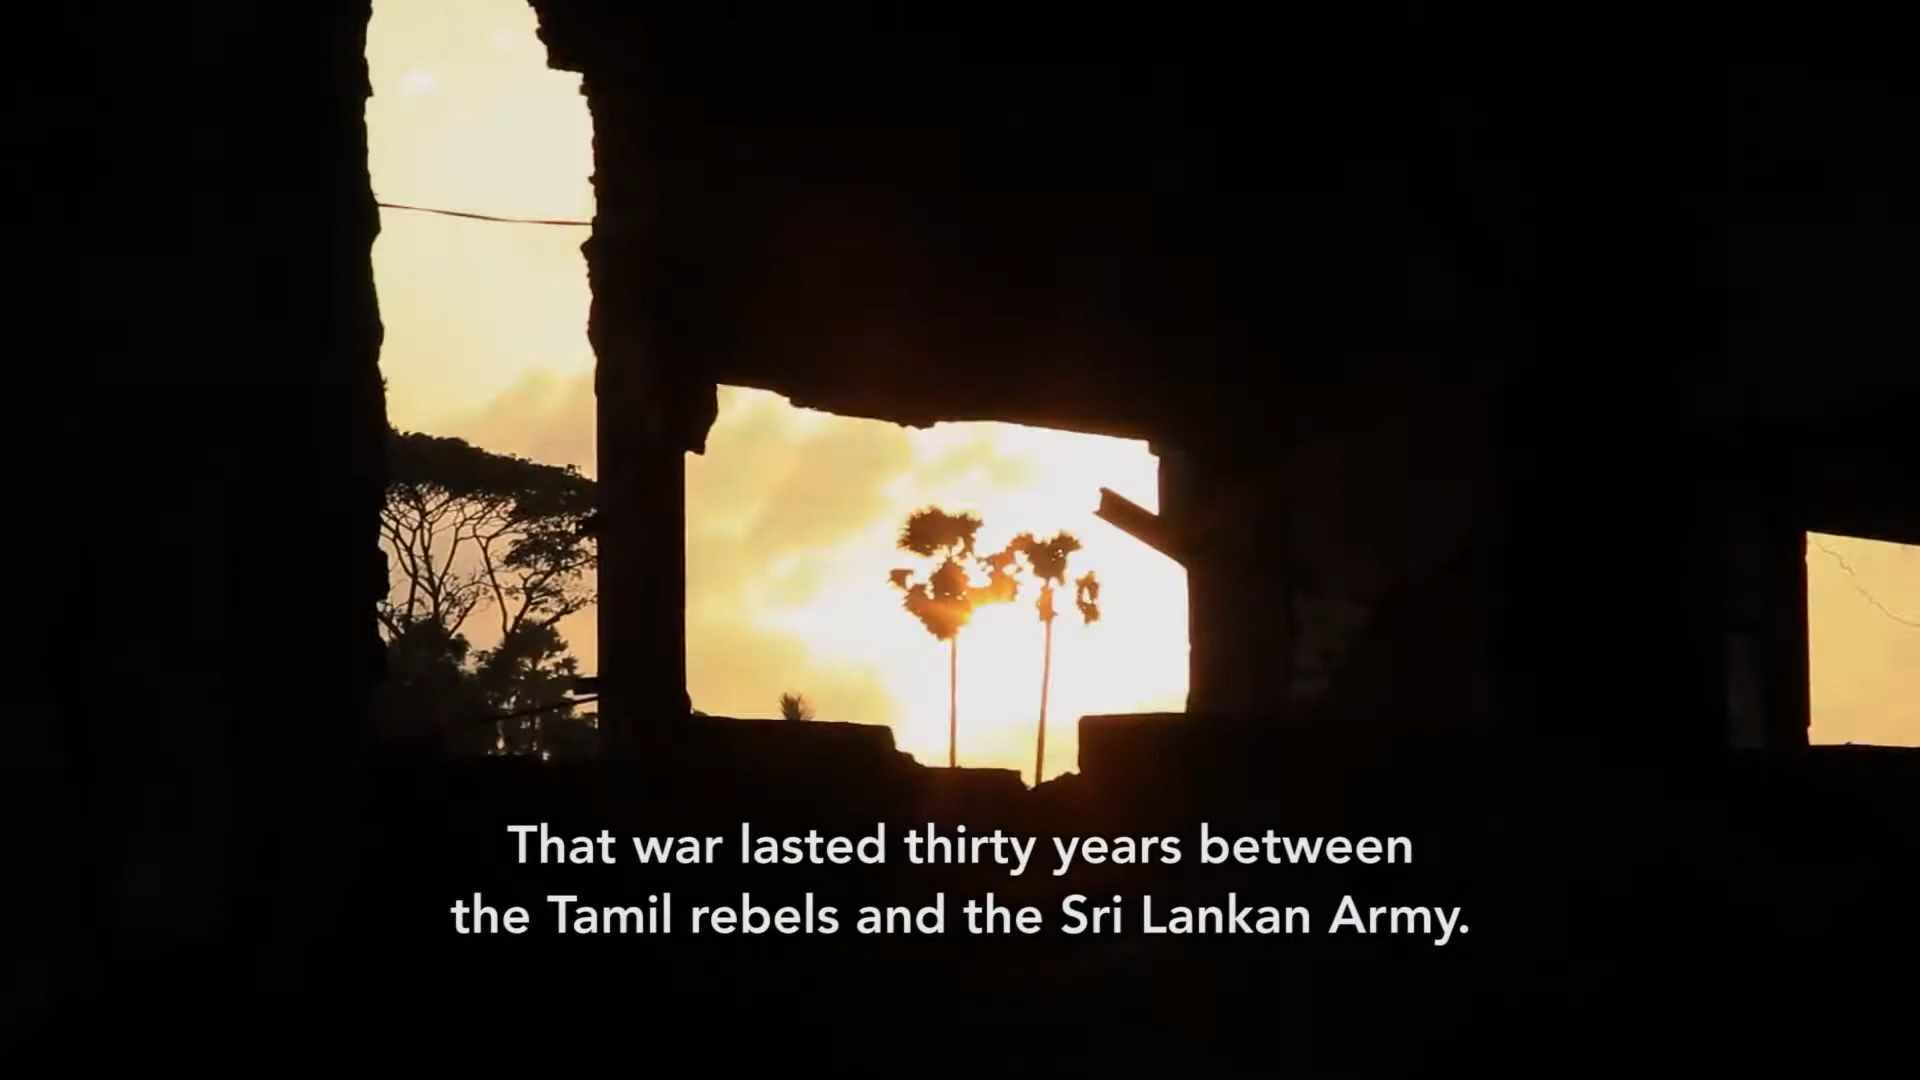 That war lasted thirty years between
the Tamil rebels and the Sri Lankan Army.